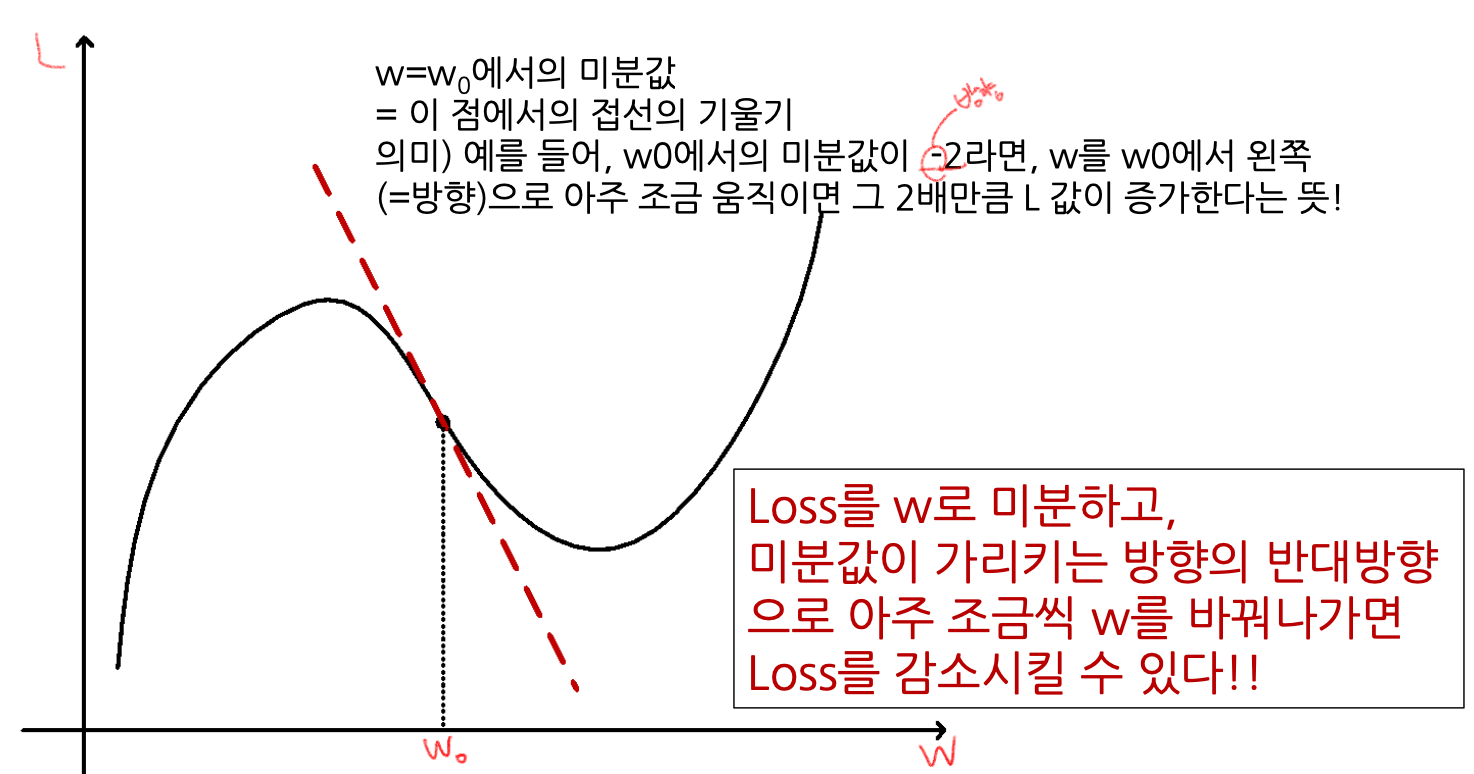 L
w=w₀에서의 미분값
= 이 점에서의 접선의 기울기
방향
의미) 예를 들어, w0에서의 미분값이 -2라면, w를 w0에서 왼쪽
(=방향)으로 아주 조금 움직이면 그 2배만큼 L 값이 증가한다는 뜻!
Loss를 w로 미분하고,
미분값이 가리키는 방향의 반대방향
으로 아주 조금씩 w를 바꿔나가면
Loss를 감소시킬 수 있다!!
w₀
w